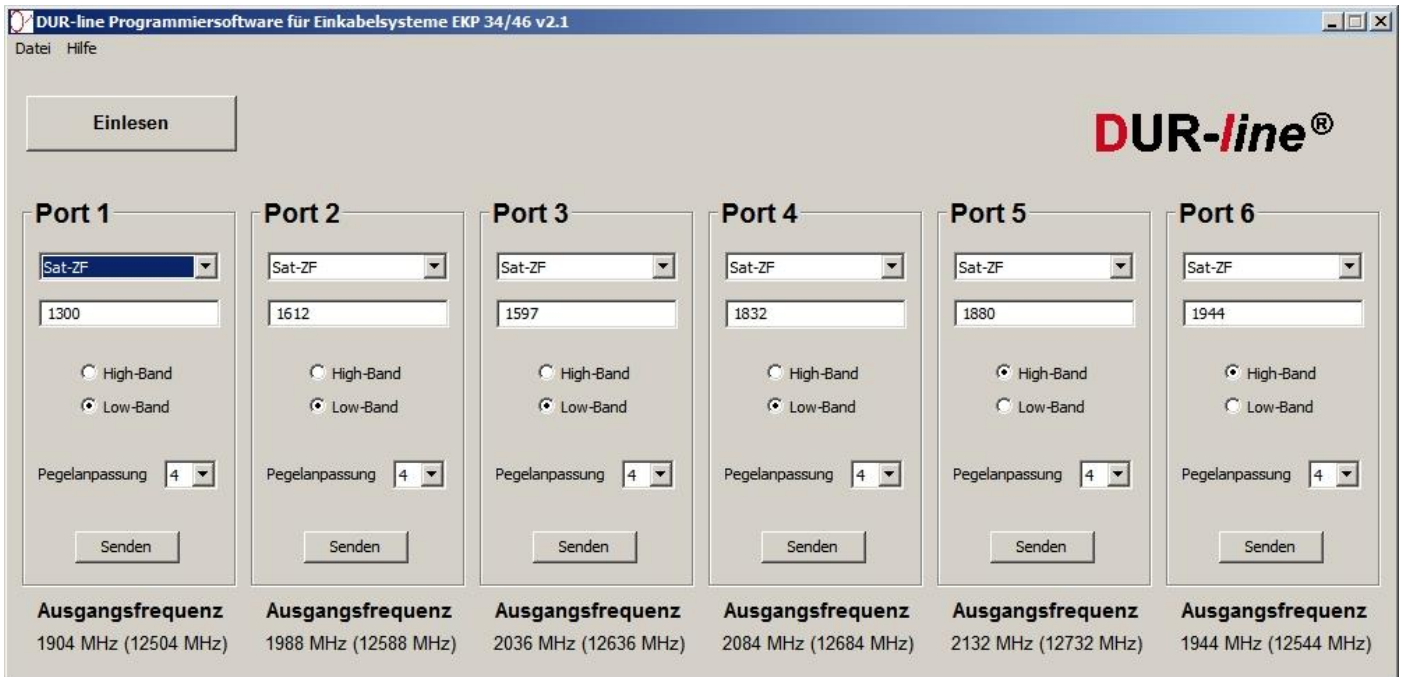 DUR-line Programmiersoftware für Einkabelsysteme EKP 34/46 v2.1
Datei Hilfe
Einlesen
DUR-line®
Port 1 Port 2 Port 3 Port 4 Port 5 Port 6
Sat-ZF Sat-ZF Sat-ZF Sat-ZF Sat-ZF Sat-ZF
1300 1612 1597 1832 1880 1944
High-Band High-Band High-Band High-Band High-Band High-Band
Low-Band Low-Band Low-Band Low-Band Low-Band Low-Band
Pegelanpassung 4 Pegelanpassung 4 Pegelanpassung 4 Pegelanpassung 4 Pegelanpassung 4 Pegelanpassung 4
Senden Senden Senden Senden Senden Senden
Ausgangsfrequenz Ausgangsfrequenz Ausgangsfrequenz Ausgangsfrequenz Ausgangsfrequenz Ausgangsfrequenz
1904 MHz (12504 MHz) 1988 MHz (12588 MHz) 2036 MHz (12636 MHz) 2084 MHz (12684 MHz) 2132 MHz (12732 MHz) 1944 MHz (12544 MHz)